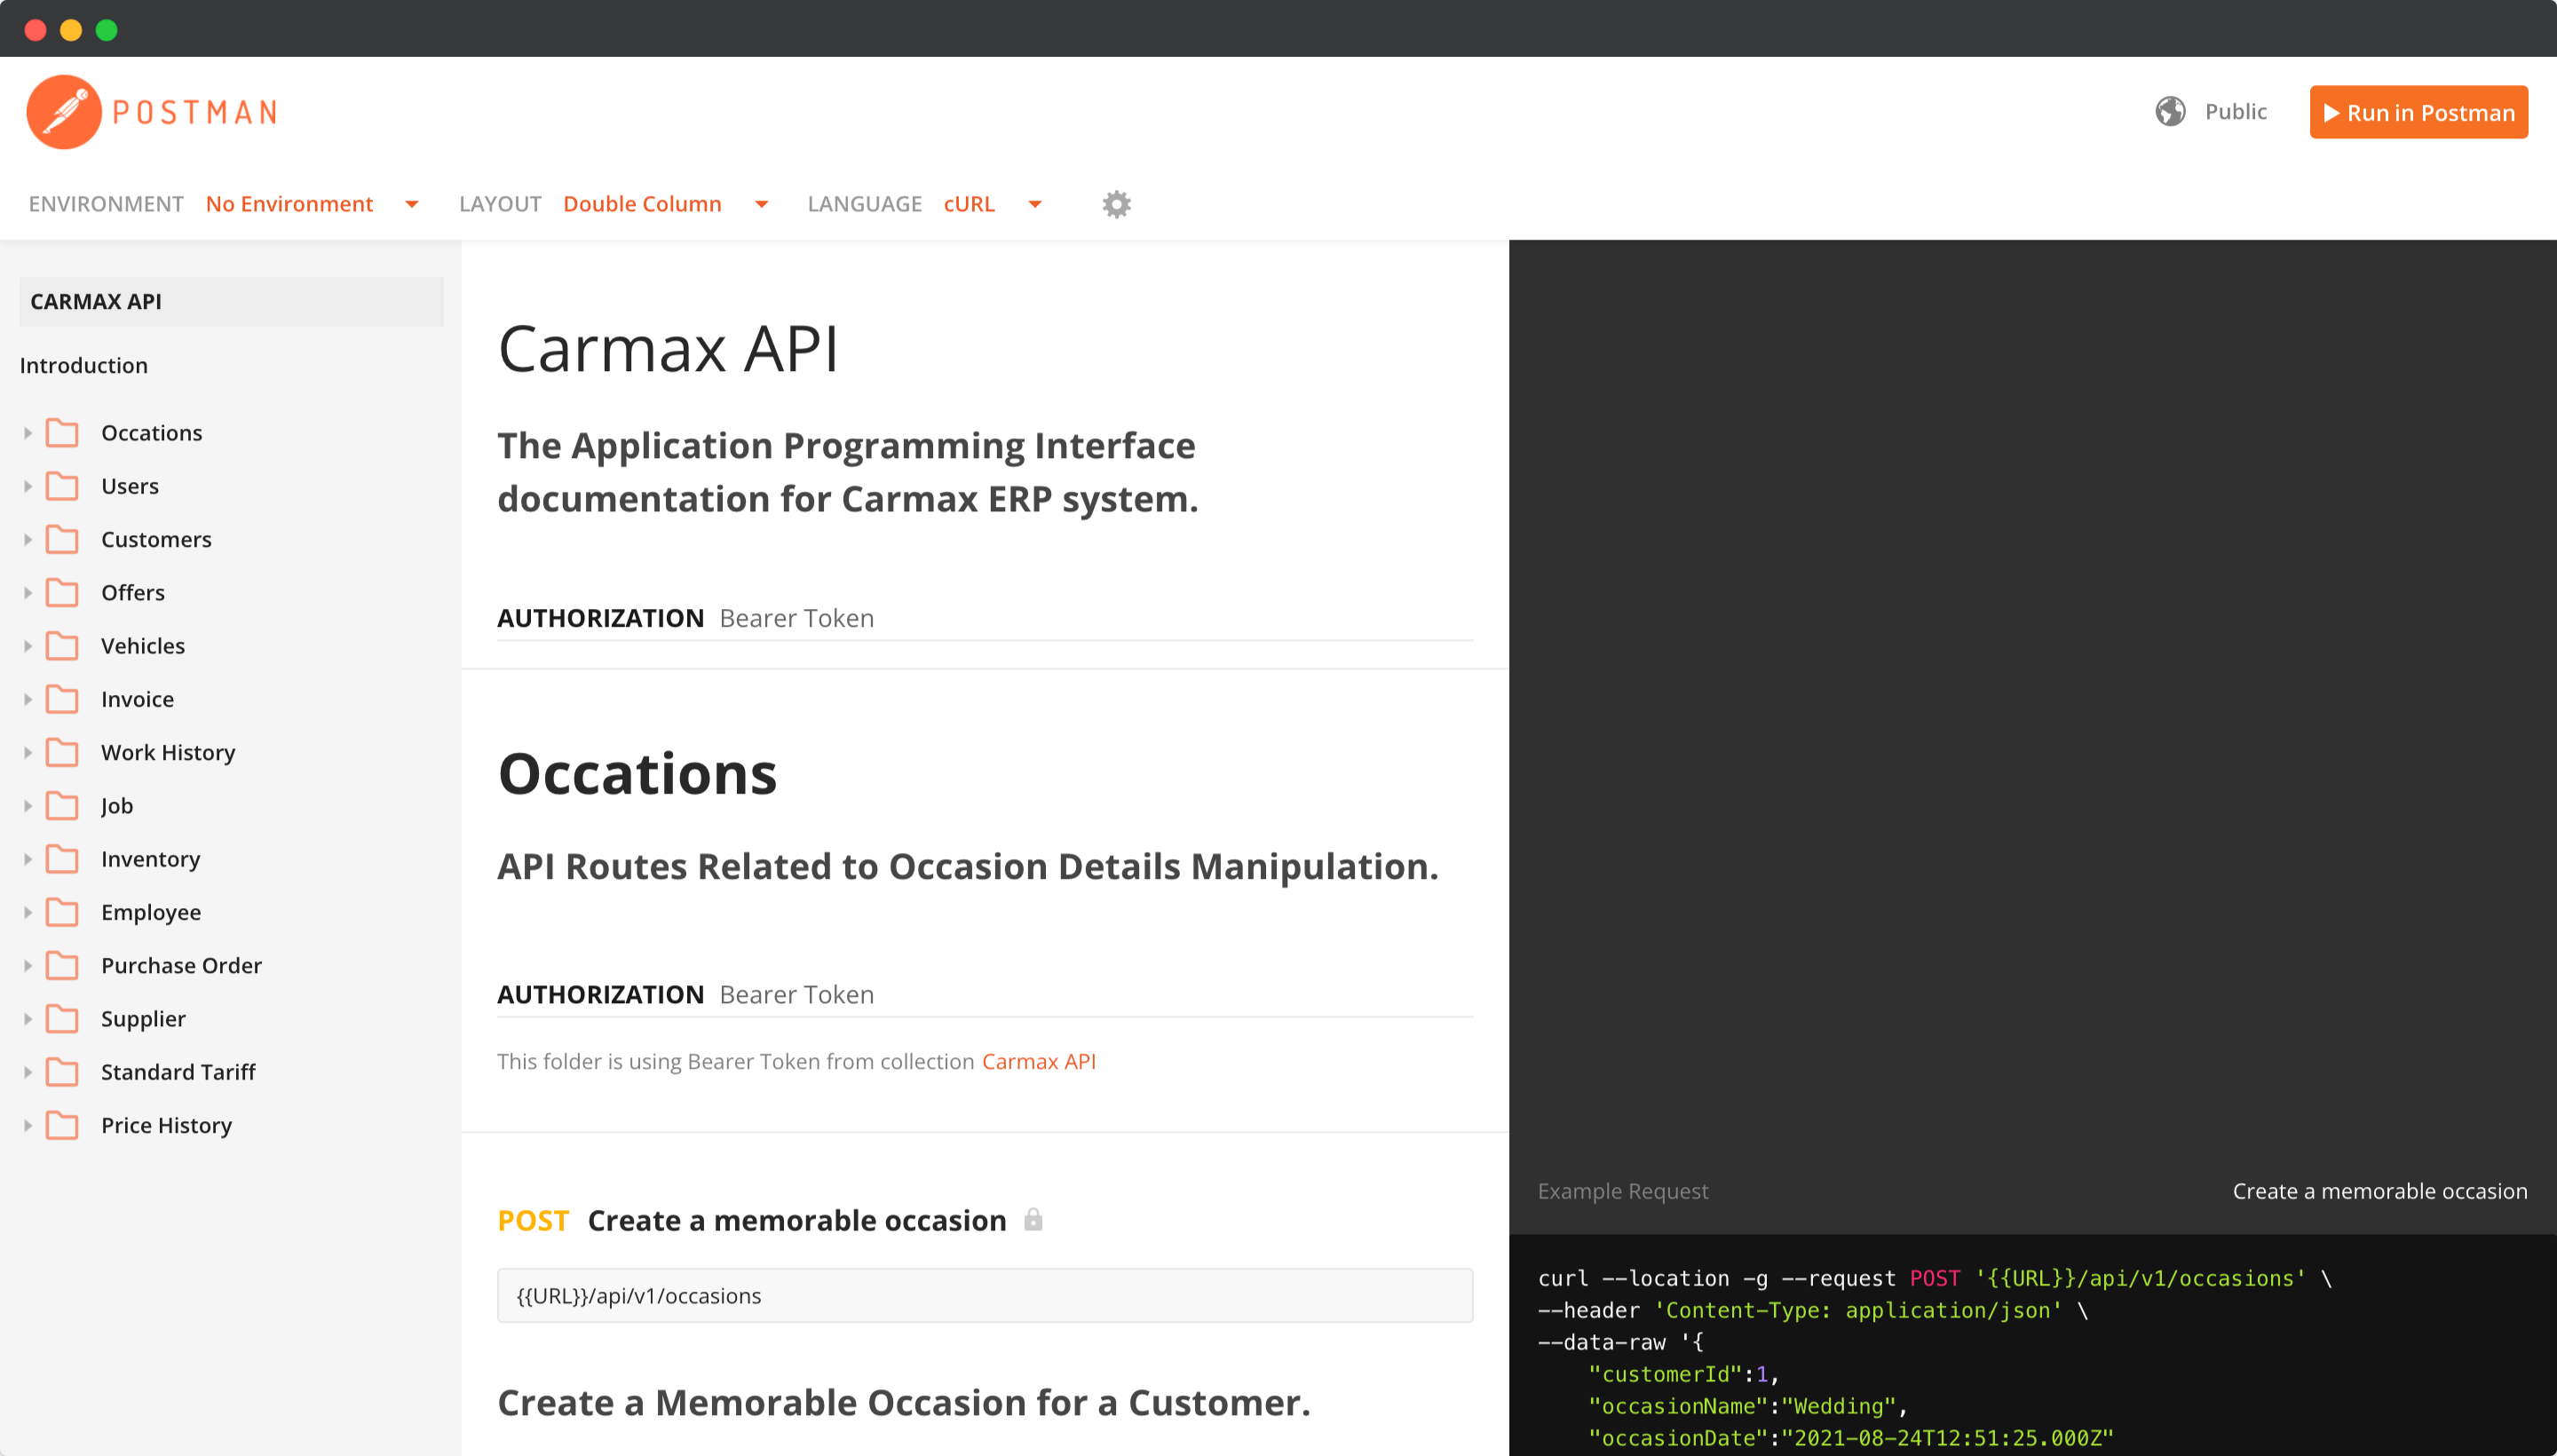 POSTMAN
Public
Run in Postman
ENVIRONMENT No Environment LAYOUT Double Column LANGUAGE cURL
CARMAX API
Introduction
Occations
Users
Customers
Offers
Vehicles
Invoice
Work History
Job
Inventory
Employee
Purchase Order
Supplier
Standard Tariff
Price History
Carmax API
The Application Programming Interface
documentation for Carmax ERP system.
AUTHORIZATION Bearer Token
Occations
API Routes Related to Occasion Details Manipulation.
AUTHORIZATION Bearer Token
This folder is using Bearer Token from collection Carmax API
POST Create a memorable occasion
{{URL}}/api/v1/occasions
Create a Memorable Occasion for a Customer.
Example Request
Create a memorable occasion
curl --location -g --request POST '{{URL}}/api/v1/occasions' \
--header 'Content-Type: application/json' \
--data-raw '{
"customerId":1,
"occasionName":"Wedding",
"occasionDate":"2021-08-24T12:51:25.000Z"